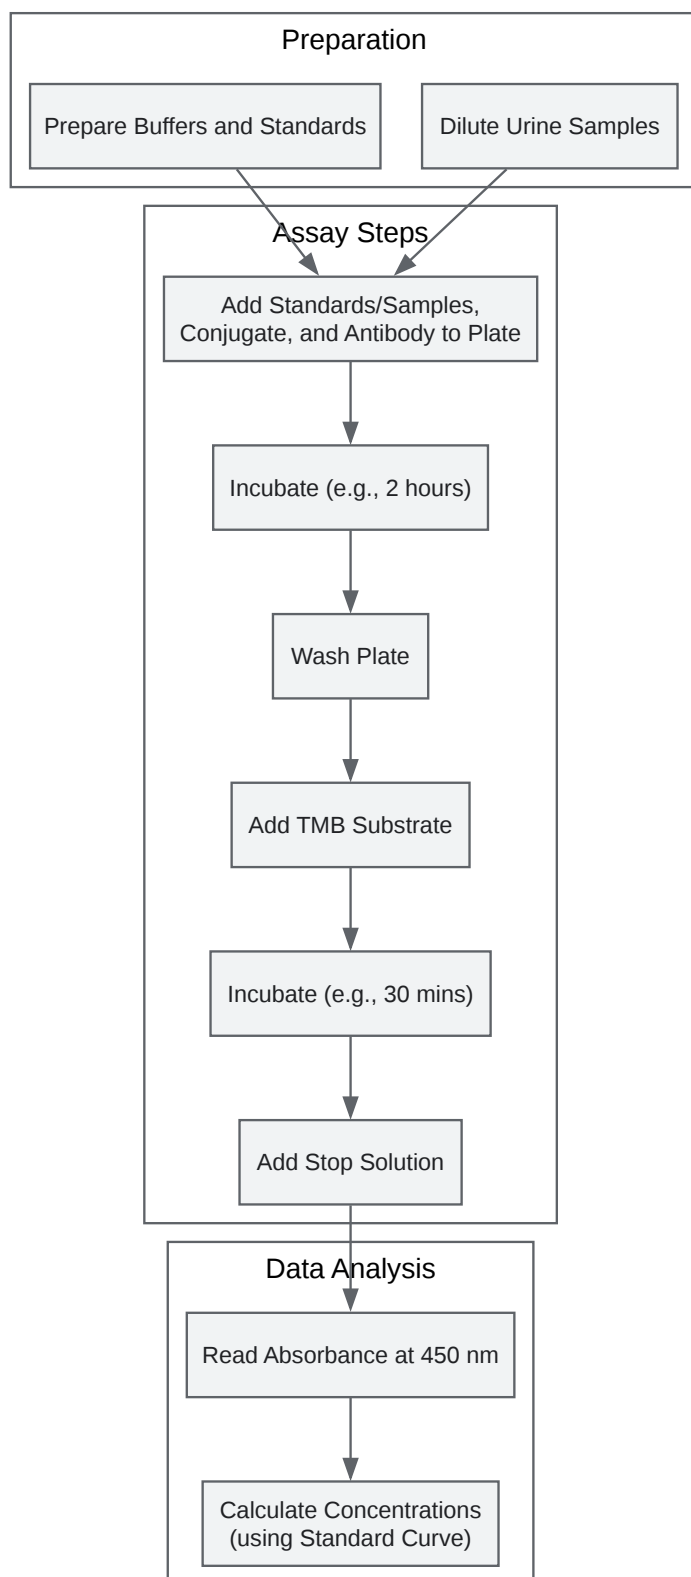 Preparation
Prepare Buffers and Standards
Dilute Urine Samples
Assay Steps
Add Standards/Samples,
Conjugate, and Antibody to Plate
Incubate (e.g., 2 hours)
Wash Plate
Add TMB Substrate
Incubate (e.g., 30 mins)
Add Stop Solution
Data Analysis
Read Absorbance at 450 nm
Calculate Concentrations
(using Standard Curve)